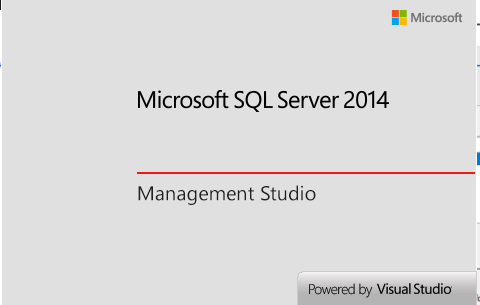 Microsoft
Microsoft SQL Server 2014
Management Studio
Powered by Visual Studio